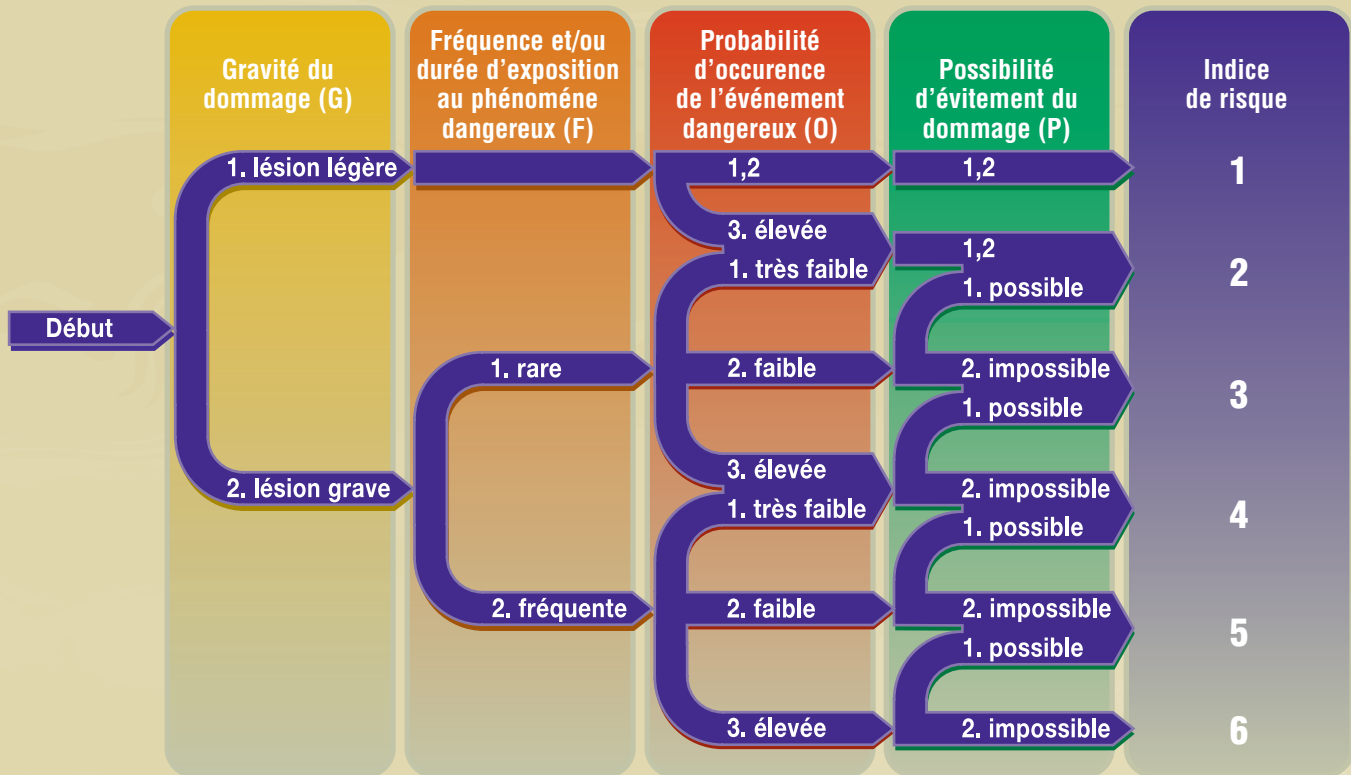 Gravité du
dommage (G)
Fréquence et/ou
durée d'exposition
au phénoméne
dangereux (F)
Probabilité
d'occurence
de l'événement
dangereux (O)
Possibilité
d'évitement du
dommage (P)
Indice
de risque
Début
1. lésion légère
2. lésion grave
1. rare
2. fréquente
1,2
3. élevée
1. très faible
2. faible
3. élevée
1. très faible
2. faible
3. élevée
1,2
1,2
1. possible
2. impossible
1. possible
2. impossible
1. possible
2. impossible
1. possible
2. impossible
1
2
3
4
5
6